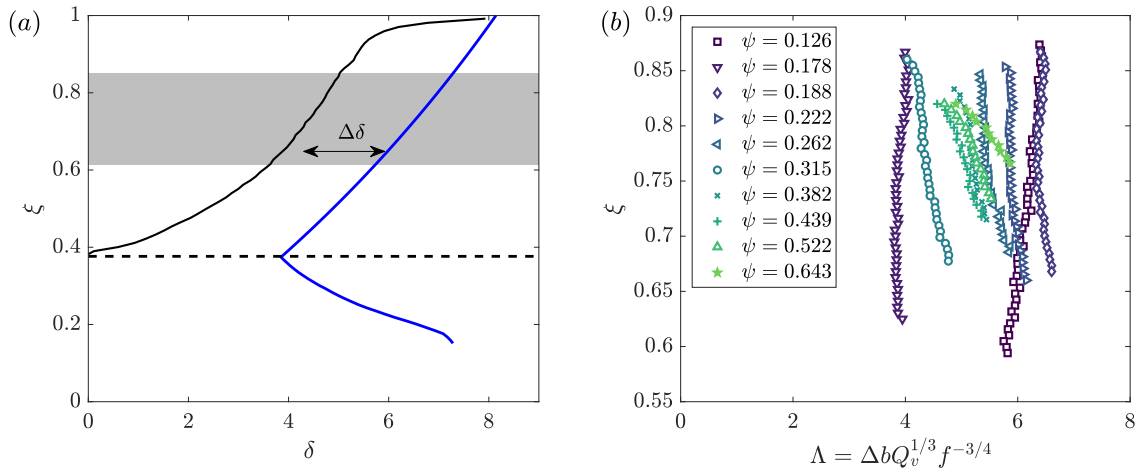 (a)
1
0.8
0.6
0.4
0.2
0
ξ
Δδ
0 2 4 6 8
δ
(b)
0.9
0.85
0.8
0.75
0.7
0.65
0.6
0.55
ξ
ψ = 0.126
ψ = 0.178
ψ = 0.188
ψ = 0.222
ψ = 0.262
ψ = 0.315
ψ = 0.382
ψ = 0.439
ψ = 0.522
ψ = 0.643
0 2 4 6 8
Λ = ΔbQ_v^{1/3} f^{-3/4}